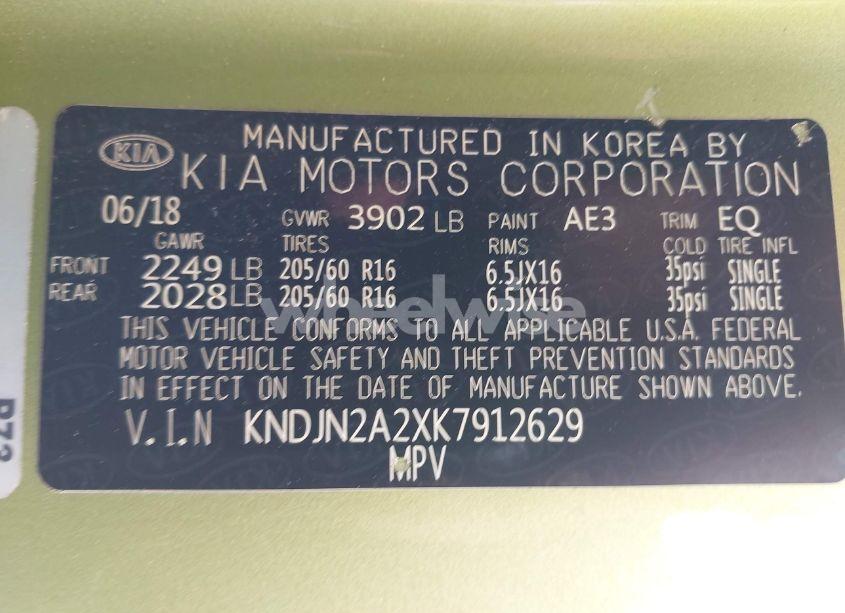 KIA MANUFACTURED IN KOREA BY
KIA MOTORS CORPORATION
06/18 GVWR 3902 LB PAINT AE3 TRIM EQ
GAWR TIRES RIMS COLD TIRE INFL
FRONT 2249 LB 205/60 R16 6.5JX16 35psi SINGLE
REAR 2028 LB 205/60 R16 6.5JX16 35psi SINGLE
wheelwise
THIS VEHICLE CONFORMS TO ALL APPLICABLE U.S.A. FEDERAL
MOTOR VEHICLE SAFETY AND THEFT PREVENTION STANDARDS
IN EFFECT ON THE DATE OF MANUFACTURE SHOWN ABOVE.
V.I.N KNDJN2A2XK7912629
MPV